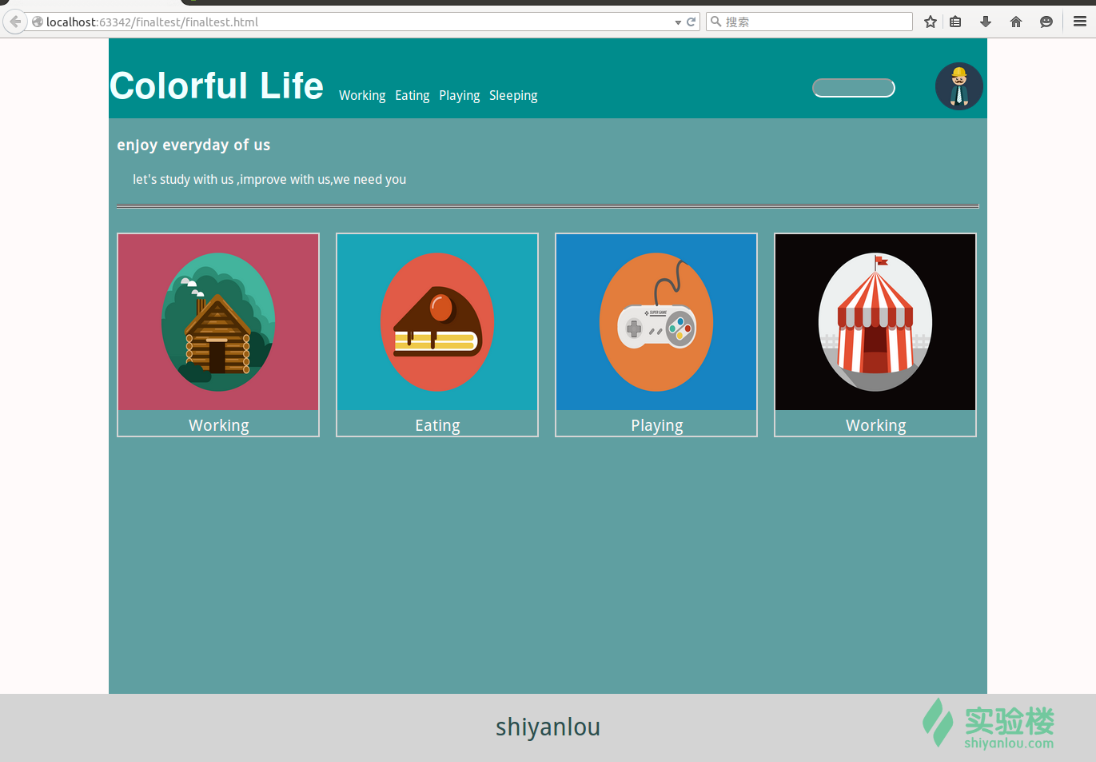 localhost:63342/finaltest/finaltest.html
搜索
Colorful Life
Working Eating Playing Sleeping
enjoy everyday of us
let's study with us ,improve with us,we need you
Working
Eating
Playing
Working
shiyanlou
实验楼
shiyanlou.com